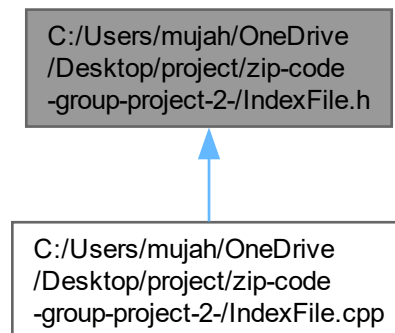 C:/Users/mujah/OneDrive
/Desktop/project/zip-code
-group-project-2-/IndexFile.h
C:/Users/mujah/OneDrive
/Desktop/project/zip-code
-group-project-2-/IndexFile.cpp